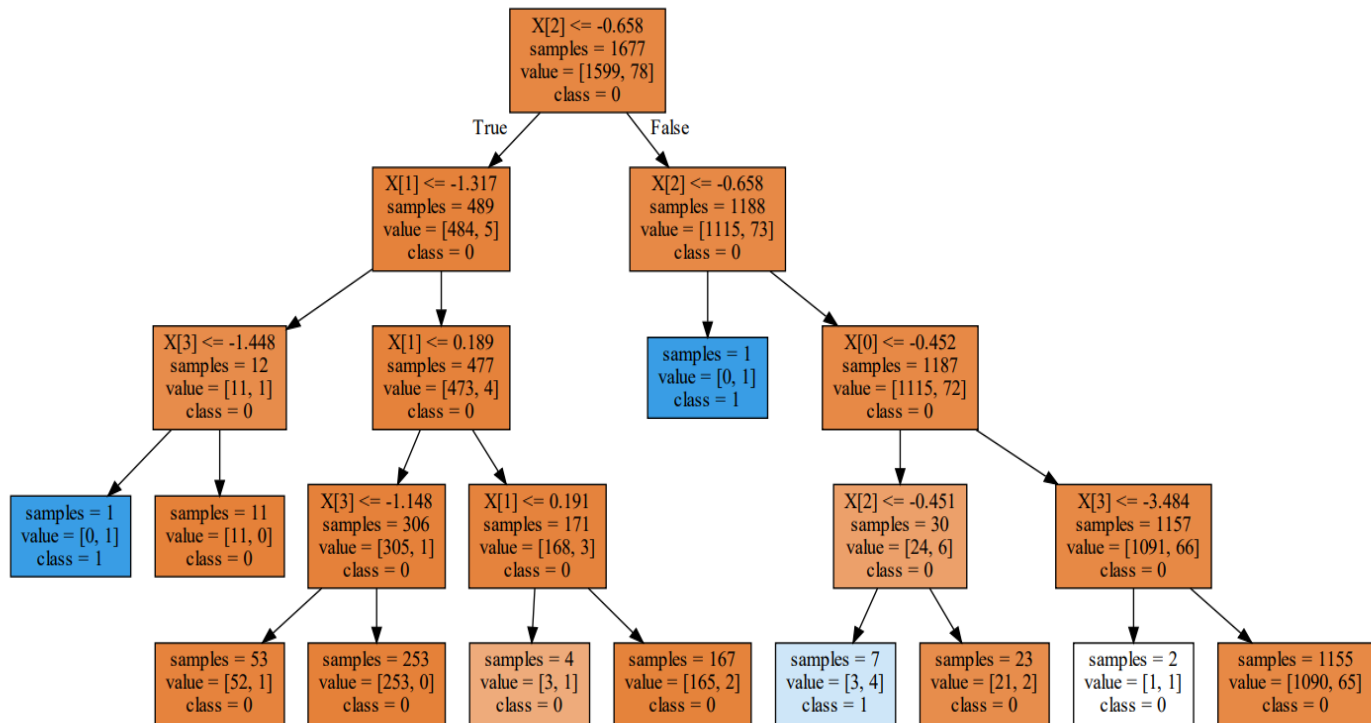 X[2] <= -0.658
samples = 1677
value = [1599, 78]
class = 0
True
False
X[1] <= -1.317
samples = 489
value = [484, 5]
class = 0
X[2] <= -0.658
samples = 1188
value = [1115, 73]
class = 0
X[3] <= -1.448
samples = 12
value = [11, 1]
class = 0
X[1] <= 0.189
samples = 477
value = [473, 4]
class = 0
samples = 1
value = [0, 1]
class = 1
X[0] <= -0.452
samples = 1187
value = [1115, 72]
class = 0
samples = 1
value = [0, 1]
class = 1
samples = 11
value = [11, 0]
class = 0
X[3] <= -1.148
samples = 306
value = [305, 1]
class = 0
X[1] <= 0.191
samples = 171
value = [168, 3]
class = 0
X[2] <= -0.451
samples = 30
value = [24, 6]
class = 0
X[3] <= -3.484
samples = 1157
value = [1091, 66]
class = 0
samples = 53
value = [52, 1]
class = 0
samples = 253
value = [253, 0]
class = 0
samples = 4
value = [3, 1]
class = 0
samples = 167
value = [165, 2]
class = 0
samples = 7
value = [3, 4]
class = 1
samples = 23
value = [21, 2]
class = 0
samples = 2
value = [1, 1]
class = 0
samples = 1155
value = [1090, 65]
class = 0